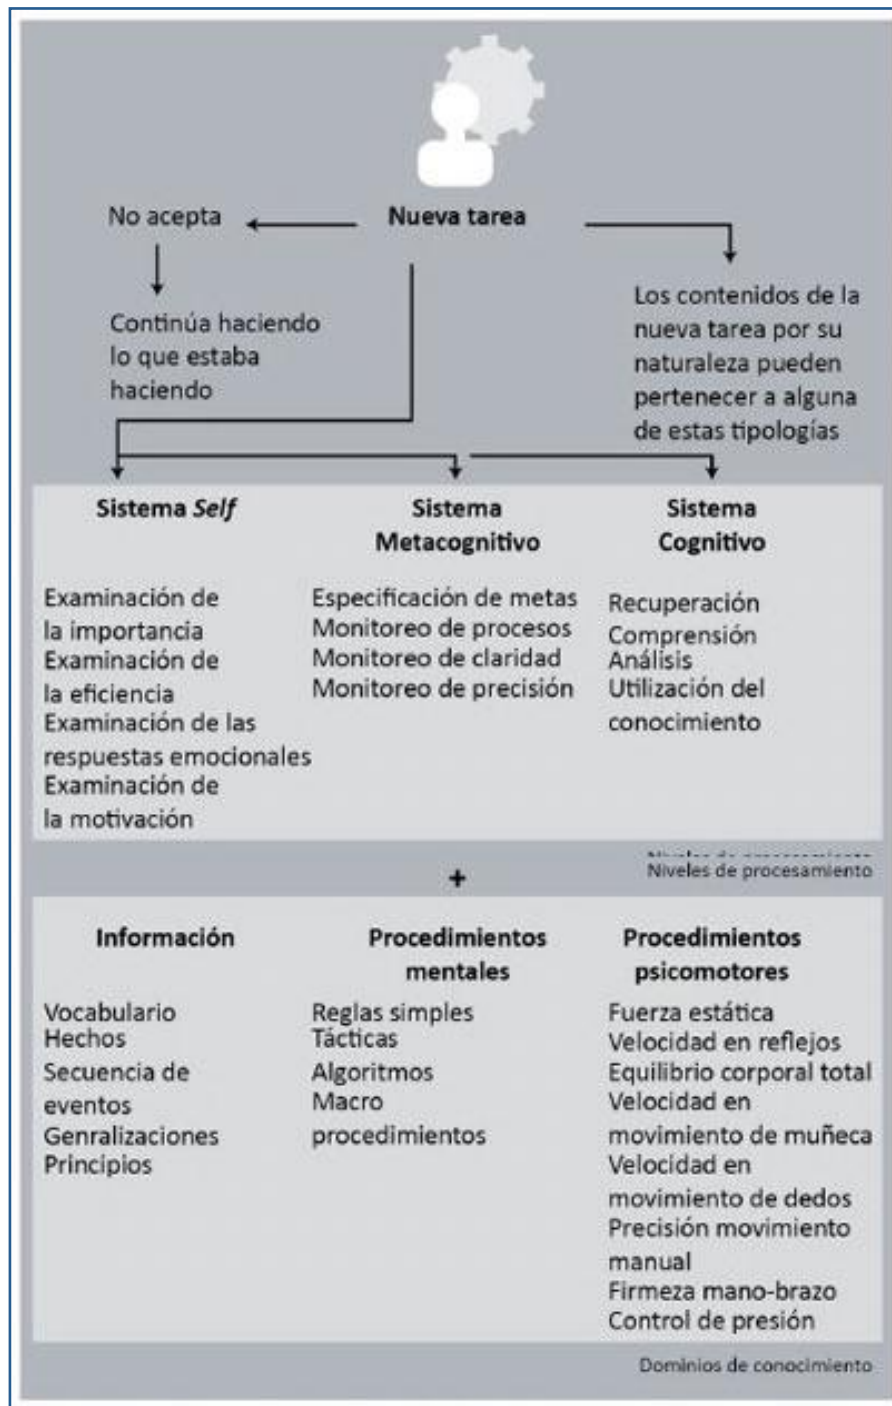 No acepta
Nueva tarea
Continúa haciendo
lo que estaba
haciendo
Los contenidos de la
nueva tarea por su
naturaleza pueden
pertenecer a alguna
de estas tipologías
Sistema Self
Examinación de
la importancia
Examinación de
la eficiencia
Examinación de las
respuestas emocionales
Examinación de
la motivación
Sistema
Metacognitivo
Especificación de metas
Monitoreo de procesos
Monitoreo de claridad
Monitoreo de precisión
Sistema
Cognitivo
Recuperación
Comprensión
Análisis
Utilización del
conocimiento
Niveles de procesamiento
+
Información
Vocabulario
Hechos
Secuencia de
eventos
Genralizaciones
Principios
Procedimientos
mentales
Reglas simples
Tácticas
Algoritmos
Macro
procedimientos
Procedimientos
psicomotores
Fuerza estática
Velocidad en reflejos
Equilibrio corporal total
Velocidad en
movimiento de muñeca
Velocidad en
movimiento de dedos
Precisión movimiento
manual
Firmeza mano-brazo
Control de presión
Dominios de conocimiento